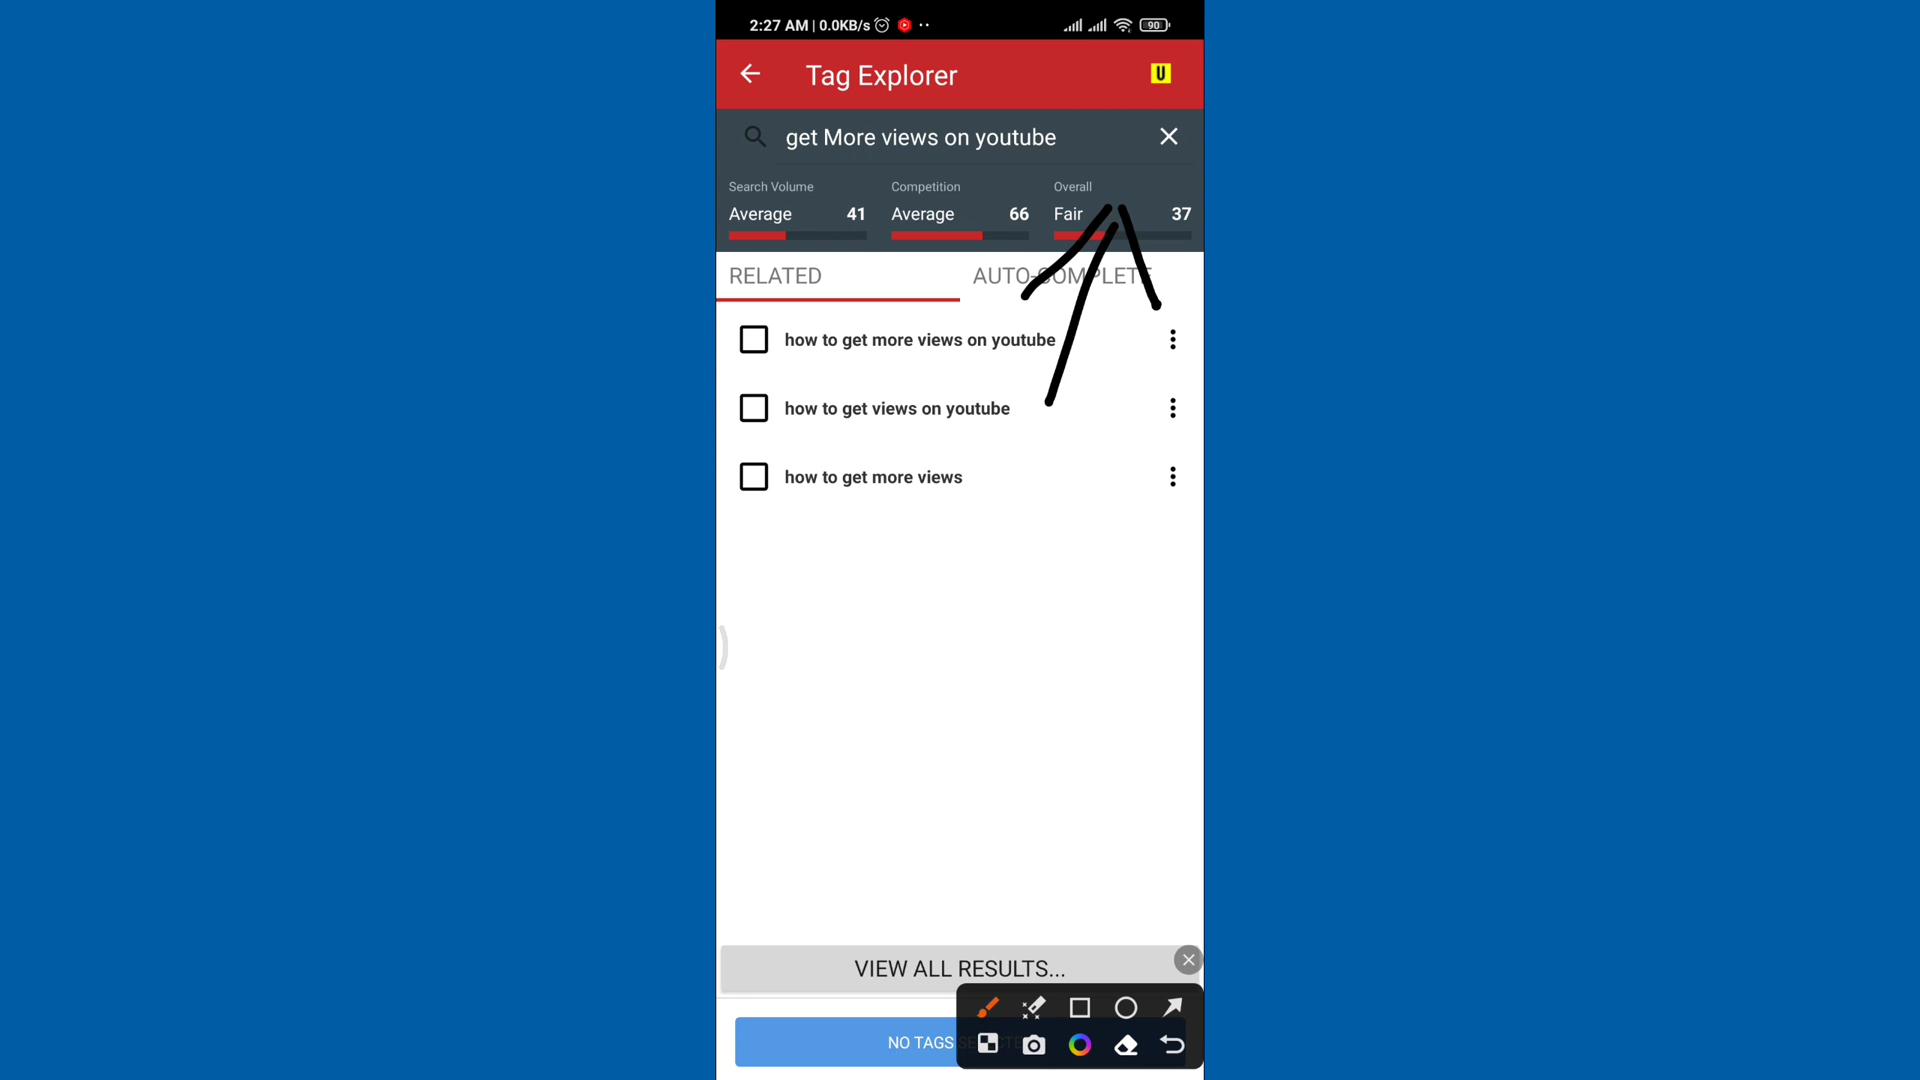 2:27 AM | 0.0KB/s
90
Tag Explorer
U
get More views on youtube
Search Volume Competition Overall
Average 41 Average 66 Fair 37
RELATED AUTO-COMPLETE
how to get more views on youtube
how to get views on youtube
how to get more views
VIEW ALL RESULTS...
NO TAGS